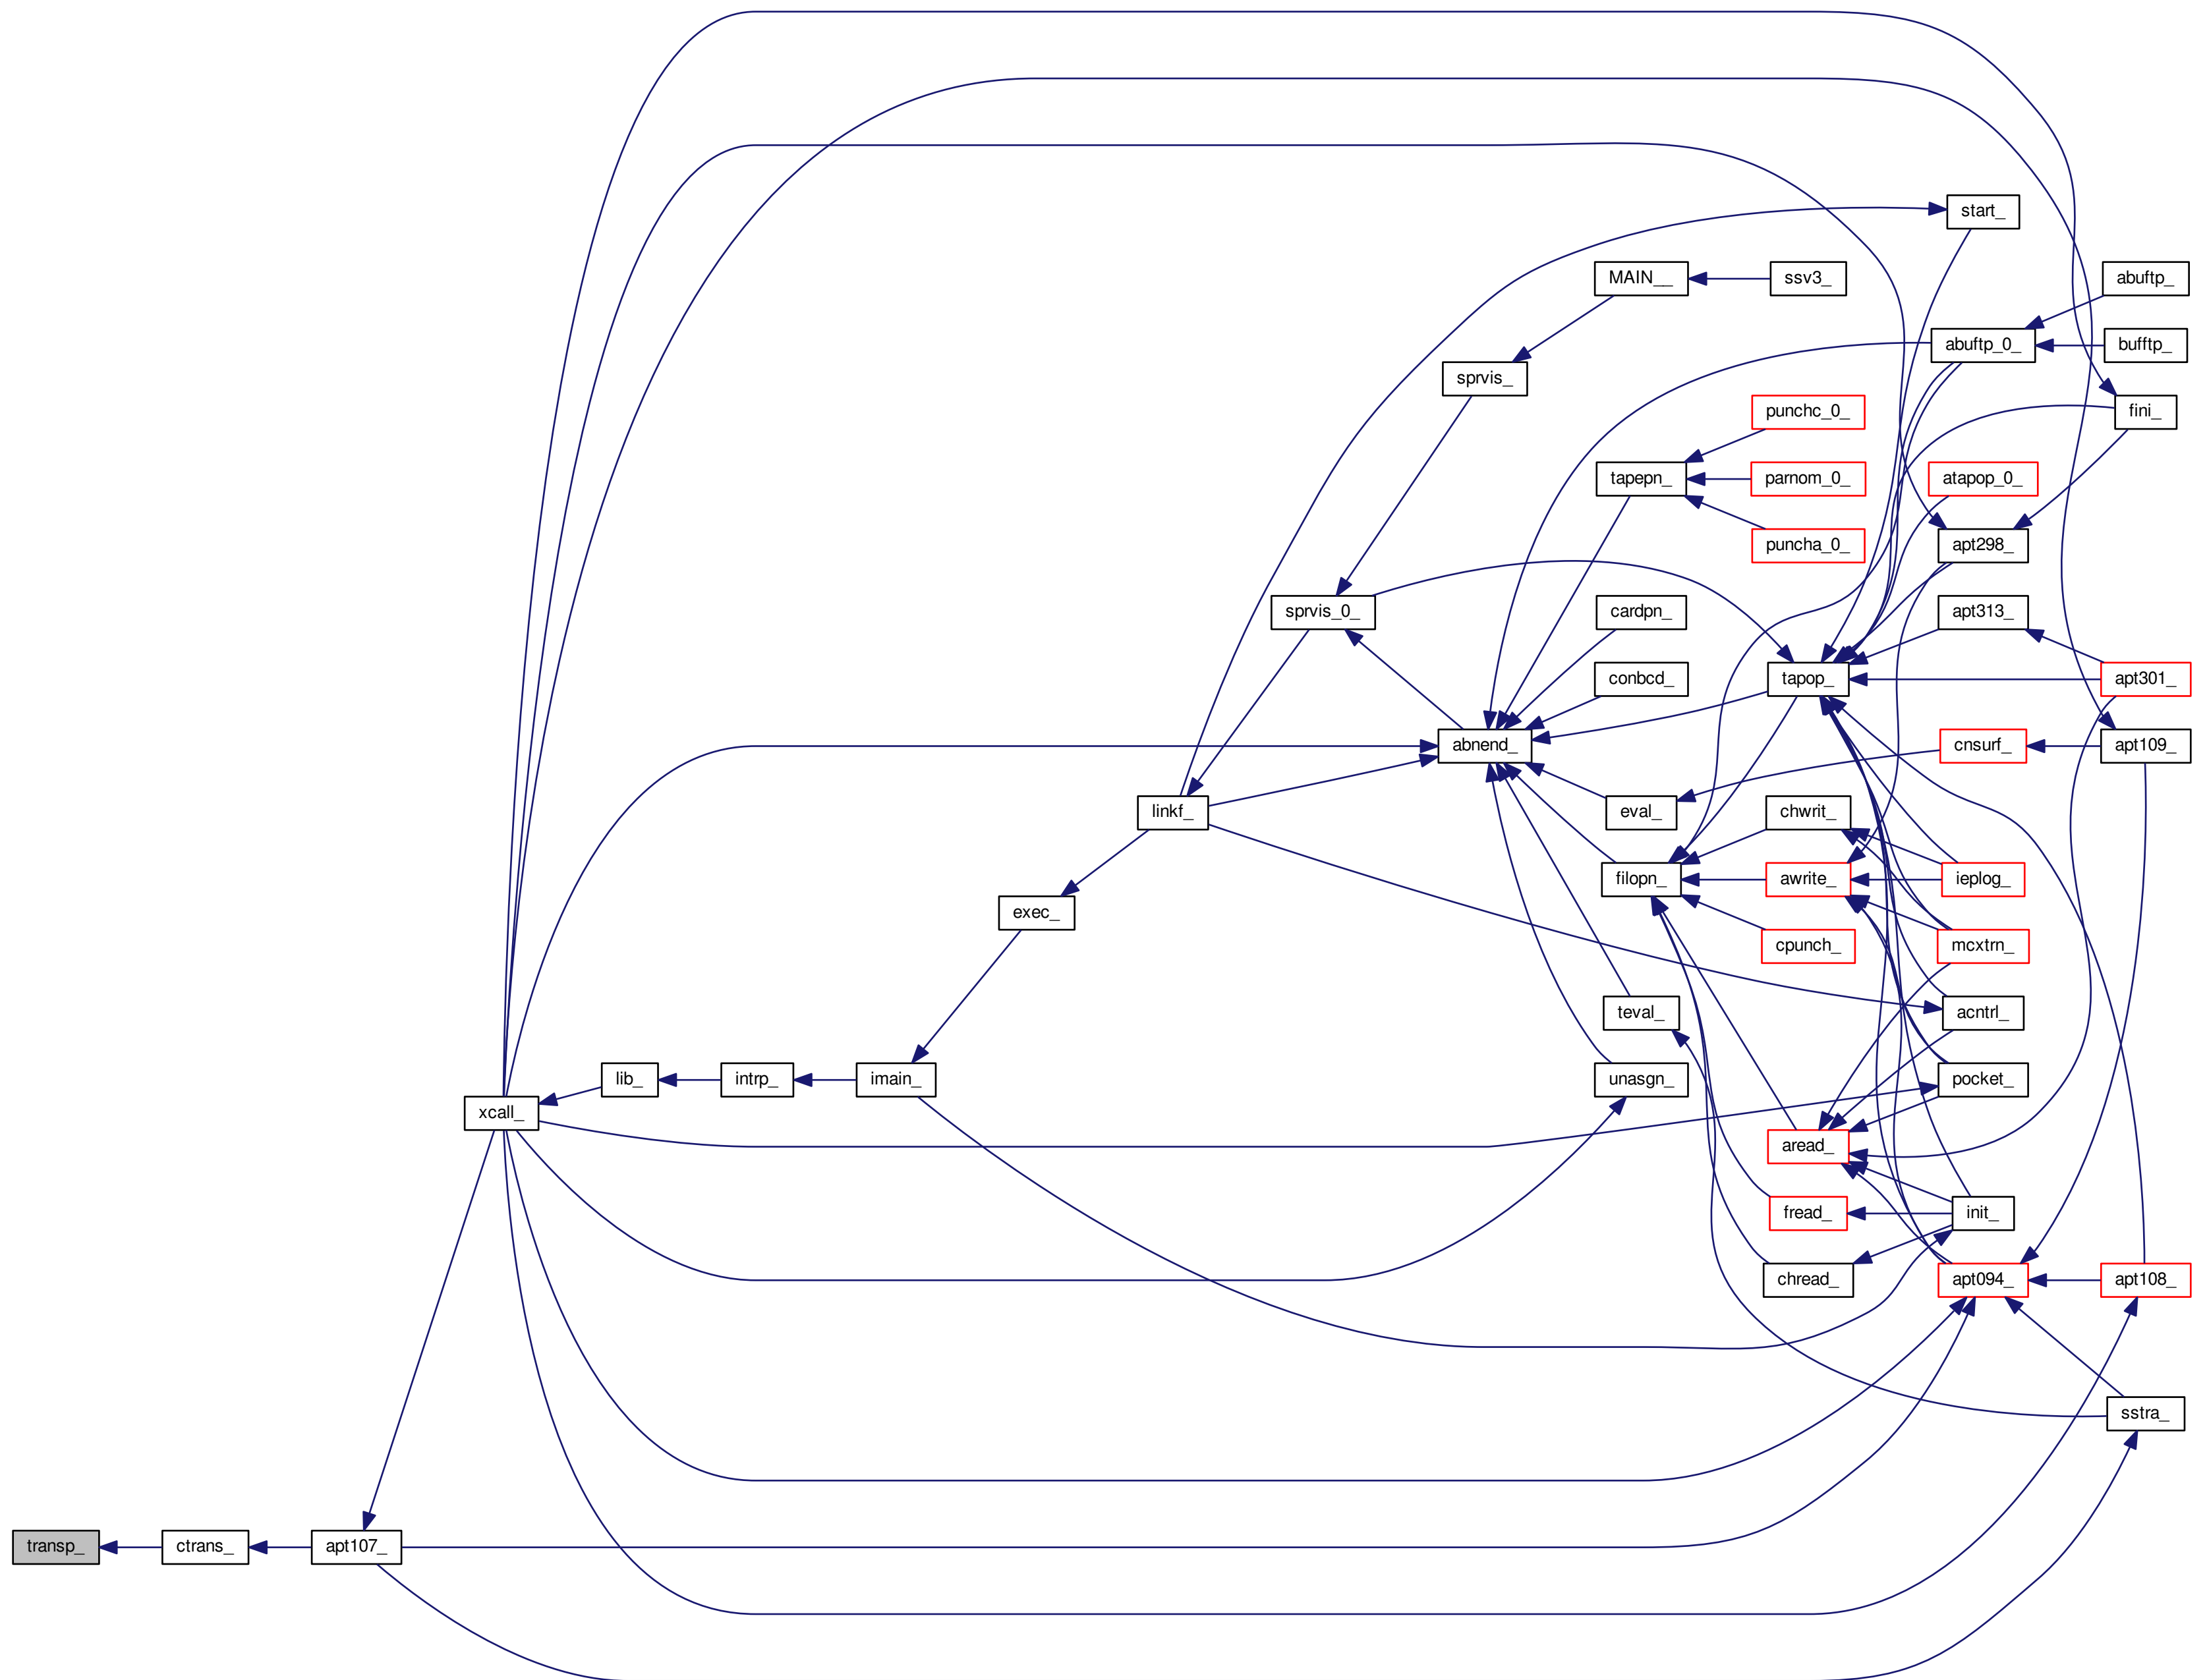 start_
MAIN__
ssv3_
abuftp_
abuftp_0_
bufftp_
sprvis_
punchc_0_
fini_
tapepn_
parnom_0_
atapop_0_
puncha_0_
apt298_
sprvis_0_
cardpn_
apt313_
conbcd_
tapop_
apt301_
abnend_
cnsurf_
apt109_
linkf_
eval_
chwrit_
filopn_
awrite_
ieplog_
exec_
cpunch_
mcxtrn_
teval_
acntrl_
lib_
intrp_
imain_
unasgn_
pocket_
xcall_
aread_
fread_
init_
chread_
apt094_
apt108_
sstra_
transp_
ctrans_
apt107_